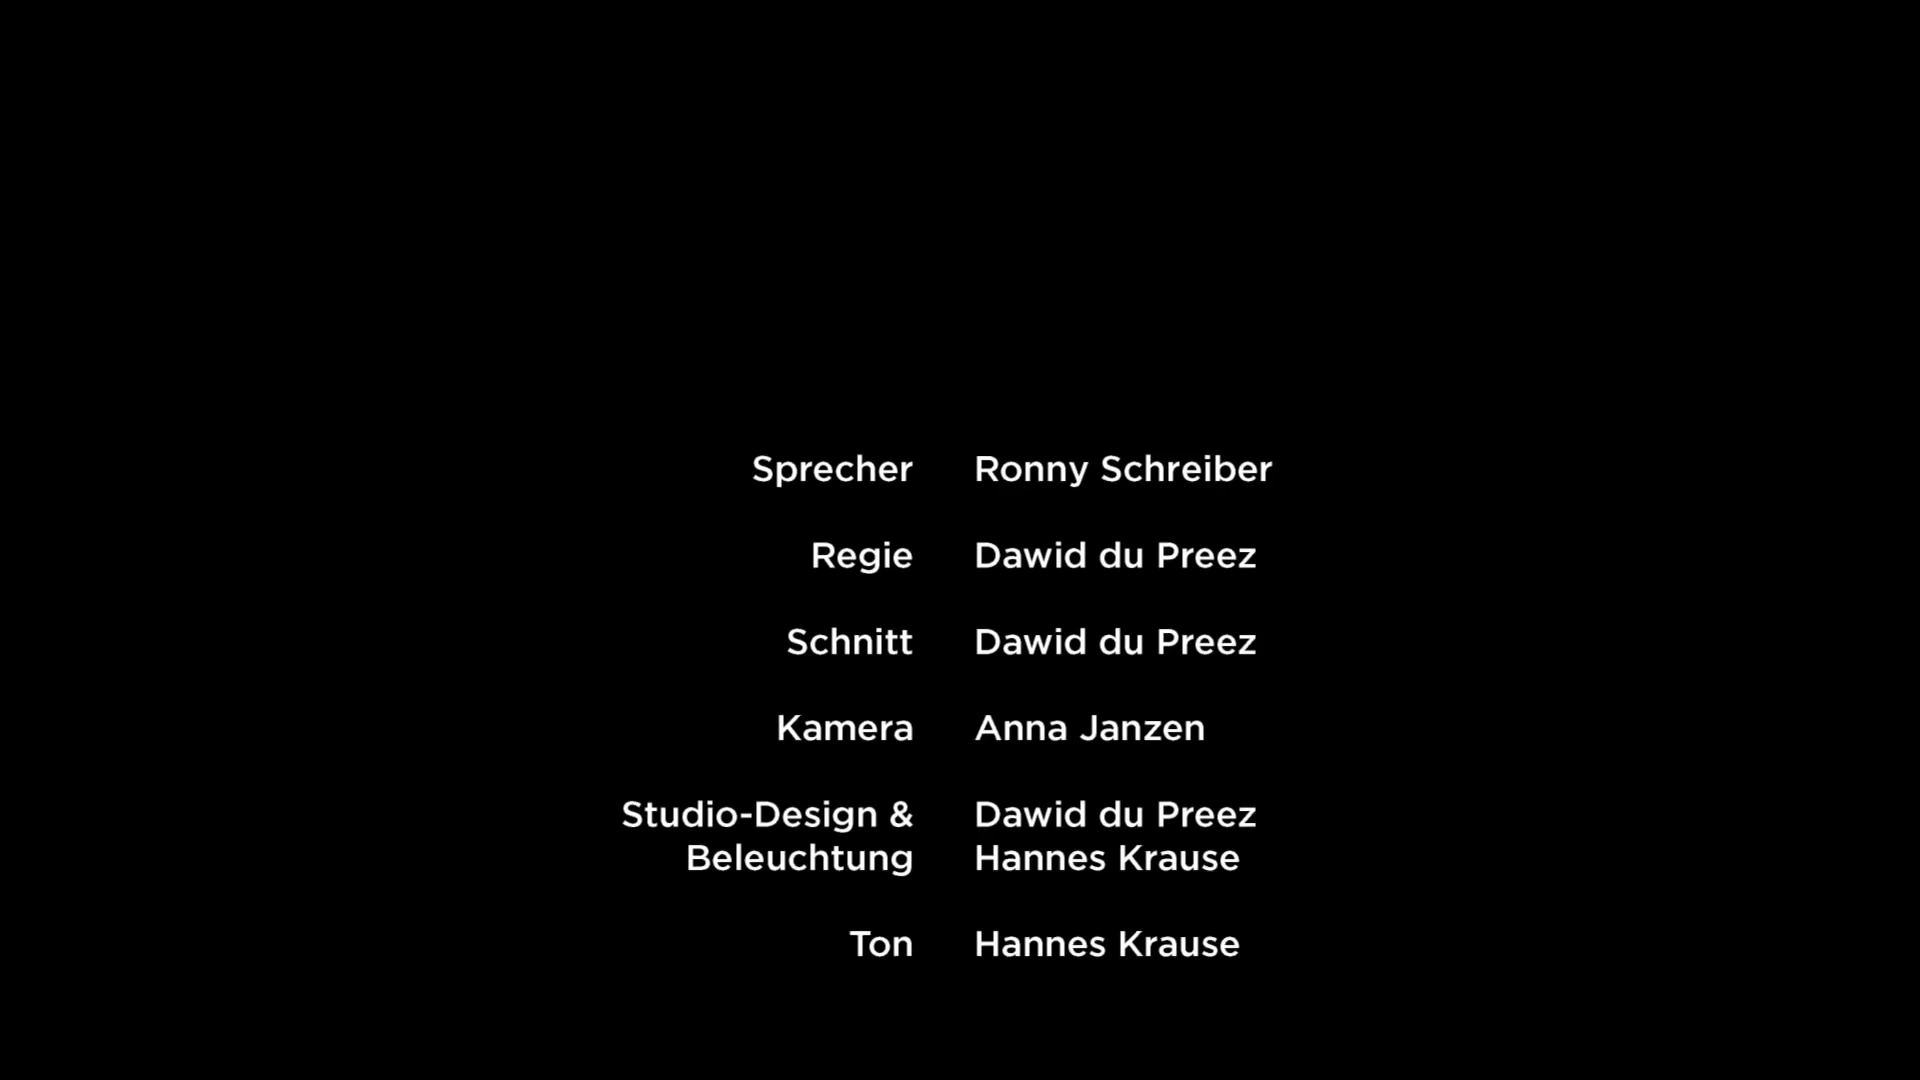 Sprecher Ronny Schreiber
Regie Dawid du Preez
Schnitt Dawid du Preez
Kamera Anna Janzen
Studio-Design & Dawid du Preez
Beleuchtung Hannes Krause
Ton Hannes Krause